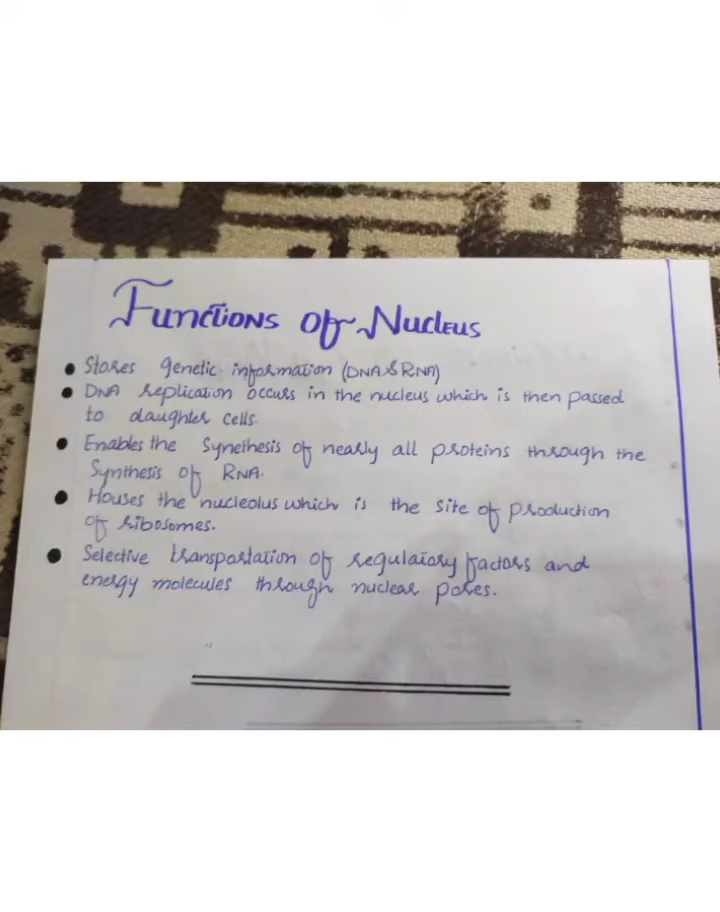 Functions of Nucleus
• Stores genetic information (DNA & RNA)
• DNA replication occurs in the nucleus which is then passed
to daughter cells.
• Enables the Synethesis of nearly all proteins through the
Synthesis of RNA.
• Houses the nucleolus which is the site of production
of ribosomes.
• Selective transportation of regulatory factors and
energy molecules through nuclear pores.